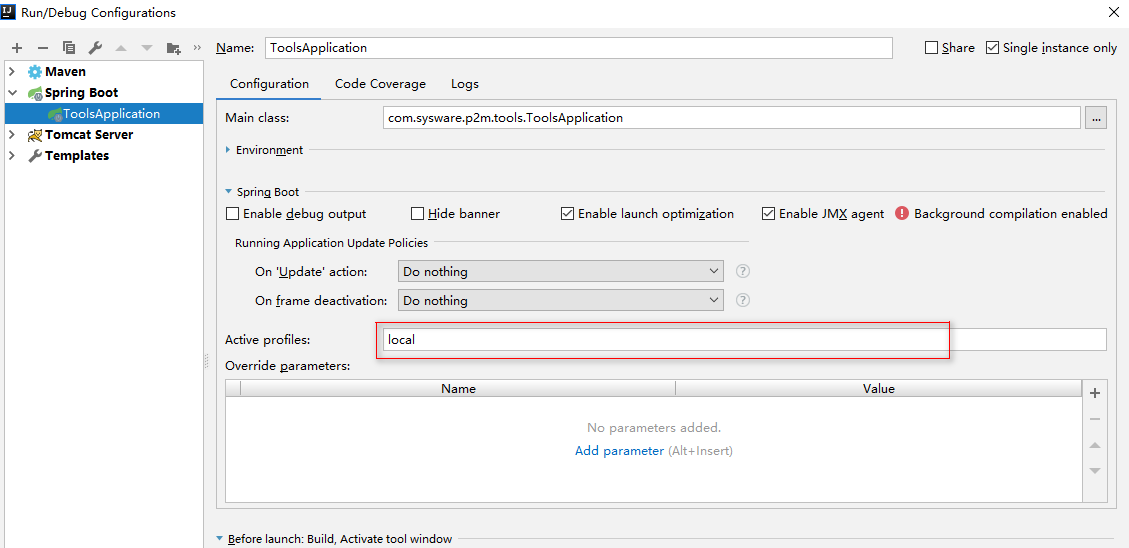 Run/Debug Configurations
Name: ToolsApplication Share Single instance only
Maven
Spring Boot
ToolsApplication
Tomcat Server
Templates
Configuration Code Coverage Logs
Main class: com.sysware.p2m.tools.ToolsApplication ...
Environment
Spring Boot
Enable debug output Hide banner Enable launch optimization Enable JMX agent Background compilation enabled
Running Application Update Policies
On 'Update' action: Do nothing ?
On frame deactivation: Do nothing ?
Active profiles: local
Override parameters:
Name Value
No parameters added.
Add parameter (Alt+Insert)
Before launch: Build, Activate tool window